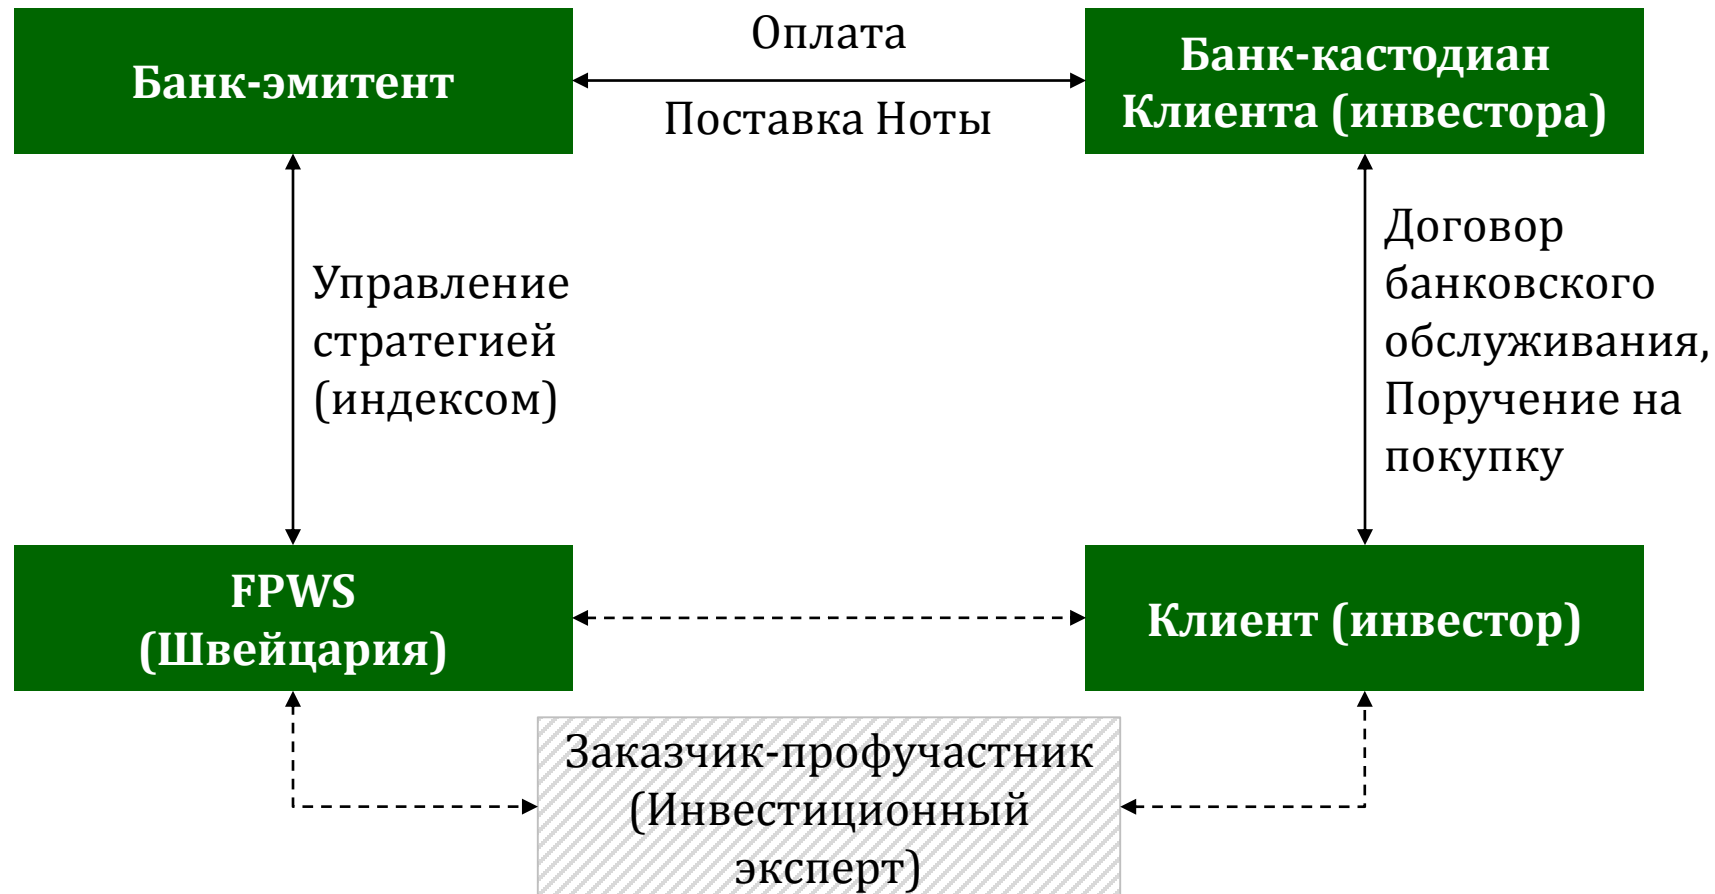 Оплата
Банк-эмитент
Банк-кастодиан
Клиента (инвестора)
Поставка Ноты
Управление
стратегией
(индексом)
Договор
банковского
обслуживания,
Поручение на
покупку
FPWS
(Швейцария)
Клиент (инвестор)
Заказчик-профучастник
(Инвестиционный
эксперт)